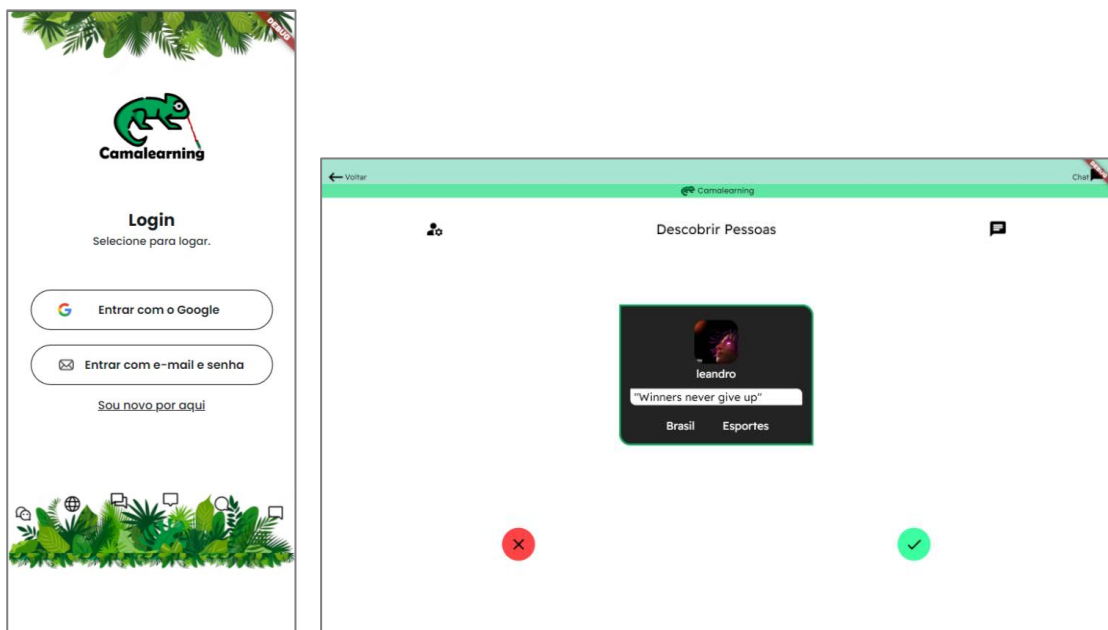 DEBUG
Camalearning
Login
Selecione para logar.
Entrar com o Google
Entrar com e-mail e senha
Sou novo por aqui
Voltar
Chat
DEBUG
Camalearning
Descobrir Pessoas
leandro
"Winners never give up"
Brasil Esportes